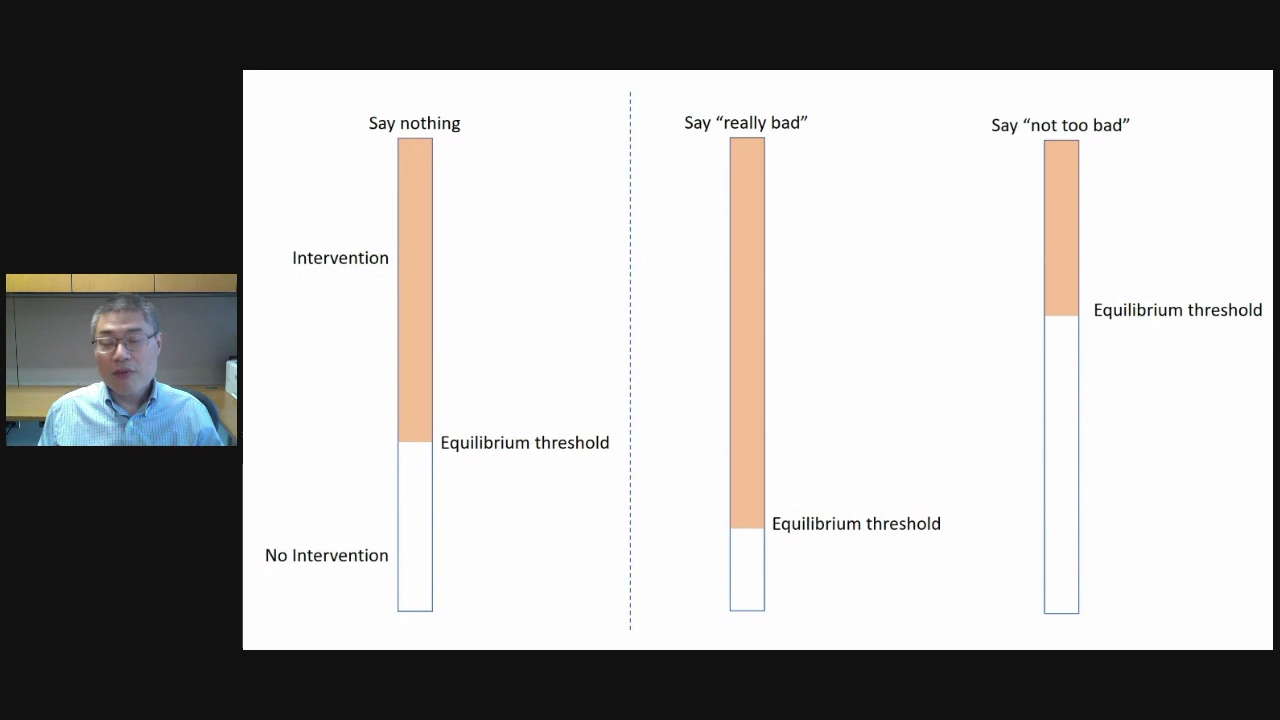 Say nothing
Intervention
Equilibrium threshold
No Intervention
Say “really bad”
Equilibrium threshold
Say “not too bad”
Equilibrium threshold